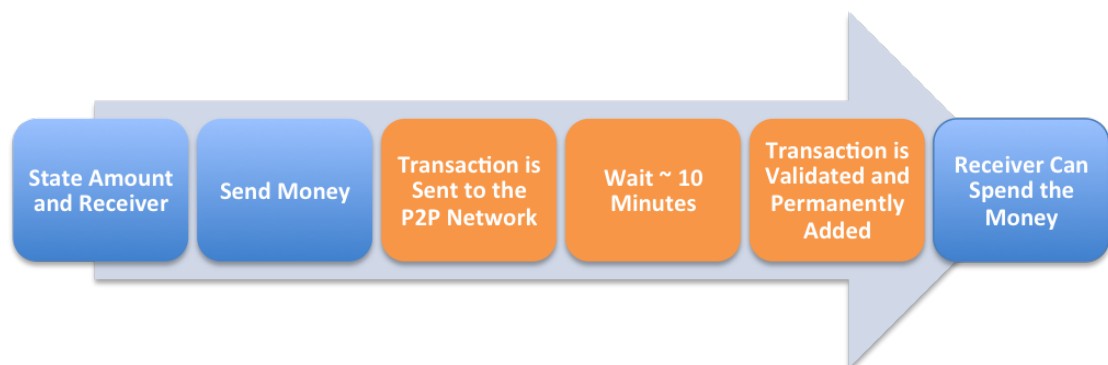 State Amount
and Receiver
Send Money
Transaction is
Sent to the
P2P Network
Wait ~ 10
Minutes
Transaction is
Validated and
Permanently
Added
Receiver Can
Spend the
Money